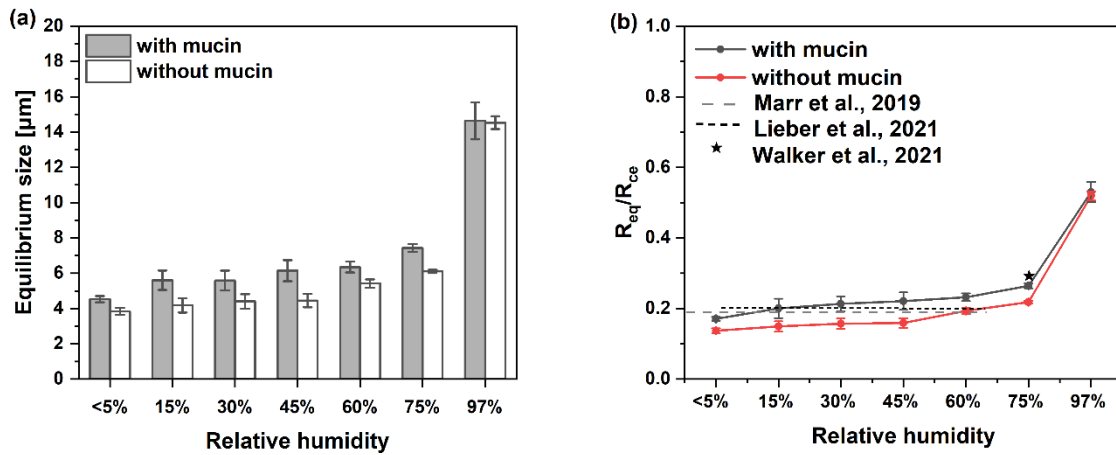 (a)
20
18
16
14
12
10
8
6
4
2
0
Equilibrium size [µm]
with mucin
without mucin
<5% 15% 30% 45% 60% 75% 97%
Relative humidity
(b)
1.0
0.8
0.6
0.4
0.2
0.0
R_eq/R_ce
with mucin
without mucin
Marr et al., 2019
Lieber et al., 2021
Walker et al., 2021
<5% 15% 30% 45% 60% 75% 97%
Relative humidity